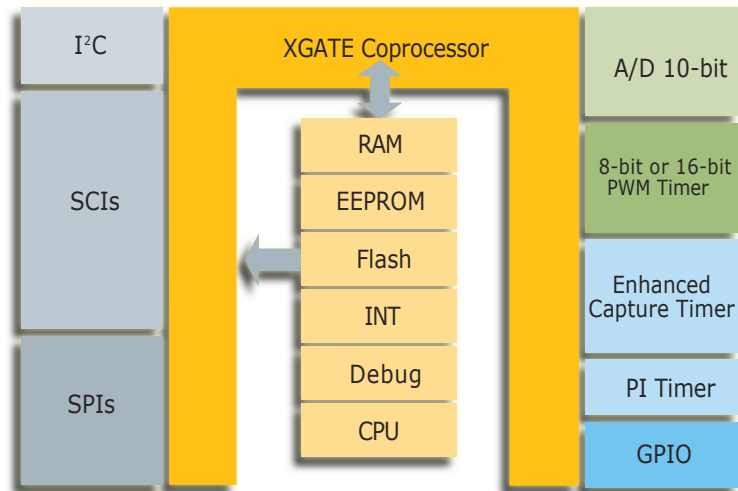 I²C
SCIs
SPIs
XGATE Coprocessor
RAM
EEPROM
Flash
INT
Debug
CPU
A/D 10-bit
8-bit or 16-bit
PWM Timer
Enhanced
Capture Timer
PI Timer
GPIO